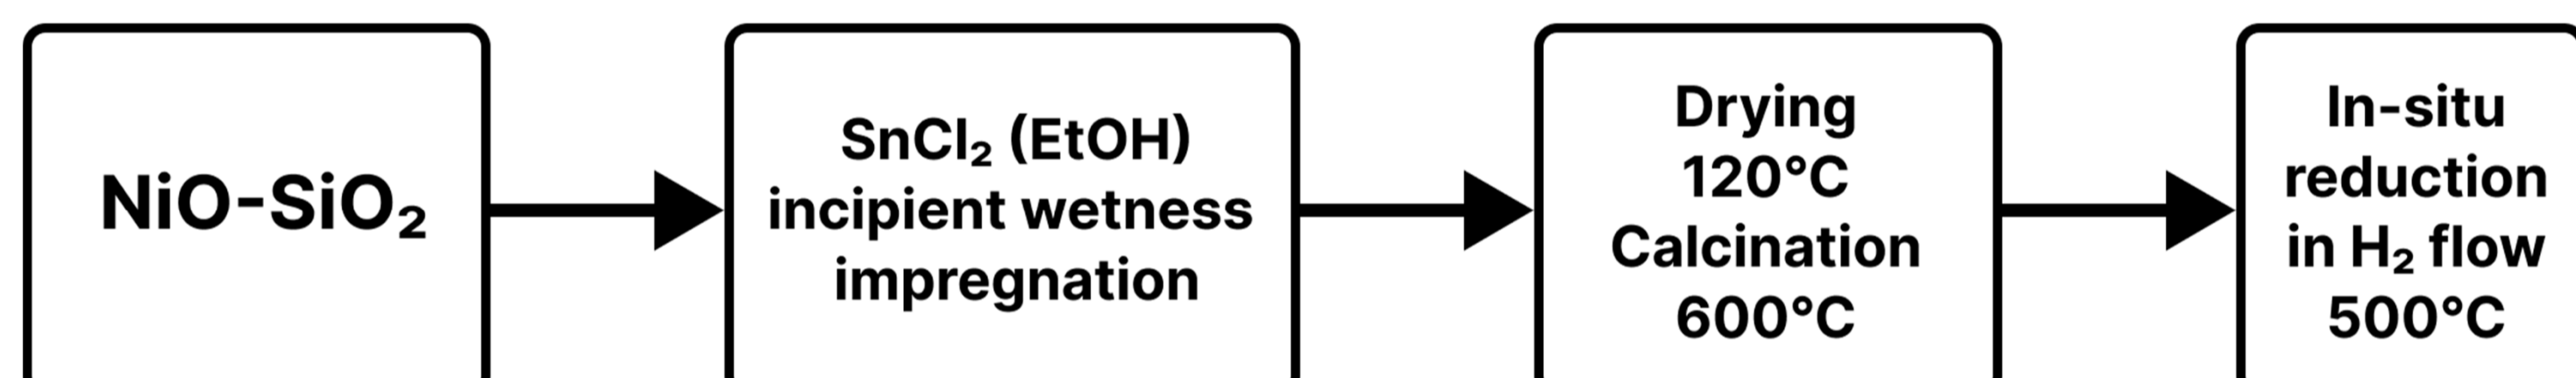 NiO-SiO₂
SnCl₂ (EtOH)
incipient wetness
impregnation
Drying
120°C
Calcination
600°C
In-situ
reduction
in H₂ flow
500°C